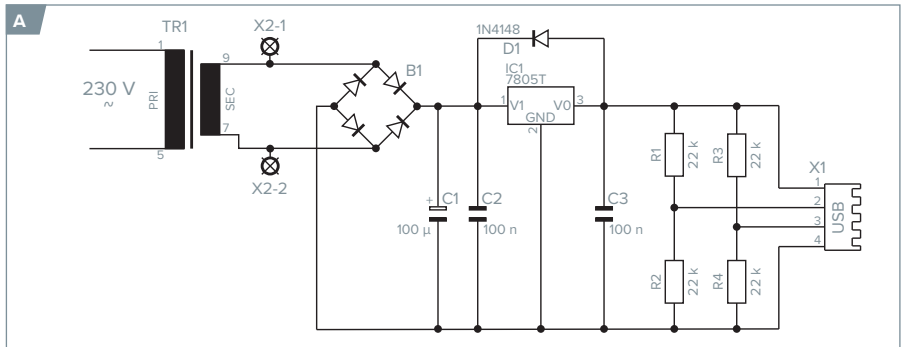 A
TR1
X2-1
1
9
230 V
~
PRI
SEC
5
7
X2-2
B1
1N4148
D1
IC1
7805T
1
V1
V0
3
GND
2
+
C1
100 µ
C2
100 n
C3
100 n
R1
22 k
R3
22 k
R2
22 k
R4
22 k
X1
1
2
3
4
USB